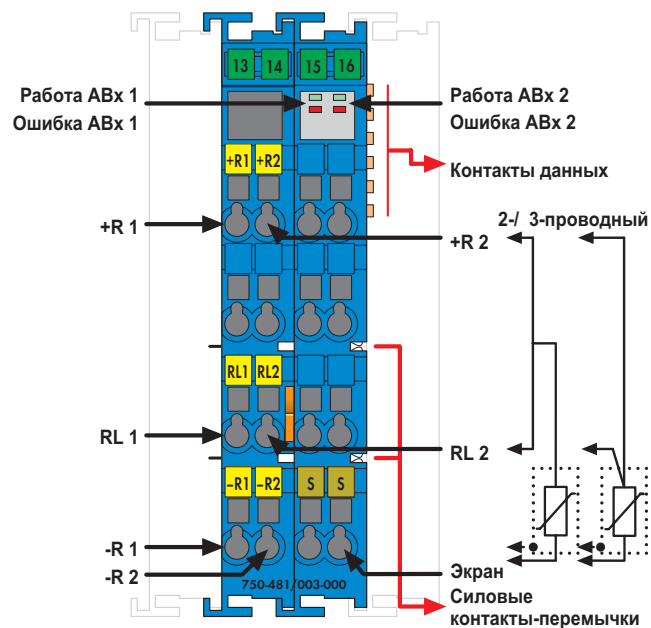 13 14 15 16
Работа АВх 1
Ошибка АВх 1
Работа АВх 2
Ошибка АВх 2
Контакты данных
+R1 +R2
+R 1
+R 2
2-/ 3-проводный
RL1 RL2
RL 1
RL 2
–R1 –R2 S S
-R 1
-R 2
Экран
750-481/003-000
Силовые
контакты-перемычки